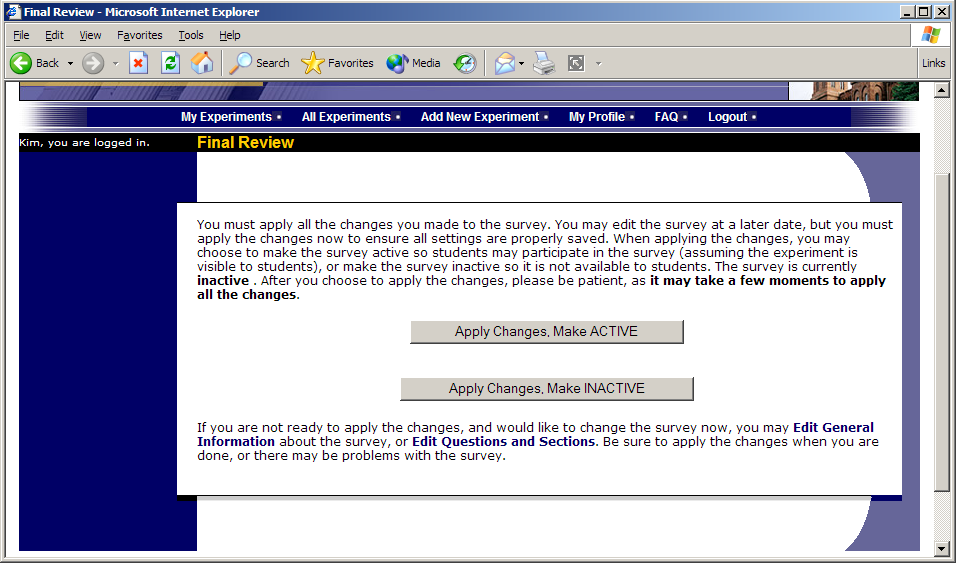 Final Review - Microsoft Internet Explorer
File Edit View Favorites Tools Help
Back Search Favorites Media Links
My Experiments All Experiments Add New Experiment My Profile FAQ Logout
Kim, you are logged in. Final Review
You must apply all the changes you made to the survey. You may edit the survey at a later date, but you must
apply the changes now to ensure all settings are properly saved. When applying the changes, you may
choose to make the survey active so students may participate in the survey (assuming the experiment is
visible to students), or make the survey inactive so it is not available to students. The survey is currently
inactive . After you choose to apply the changes, please be patient, as it may take a few moments to apply
all the changes.
Apply Changes, Make ACTIVE
Apply Changes, Make INACTIVE
If you are not ready to apply the changes, and would like to change the survey now, you may Edit General
Information about the survey, or Edit Questions and Sections. Be sure to apply the changes when you are
done, or there may be problems with the survey.